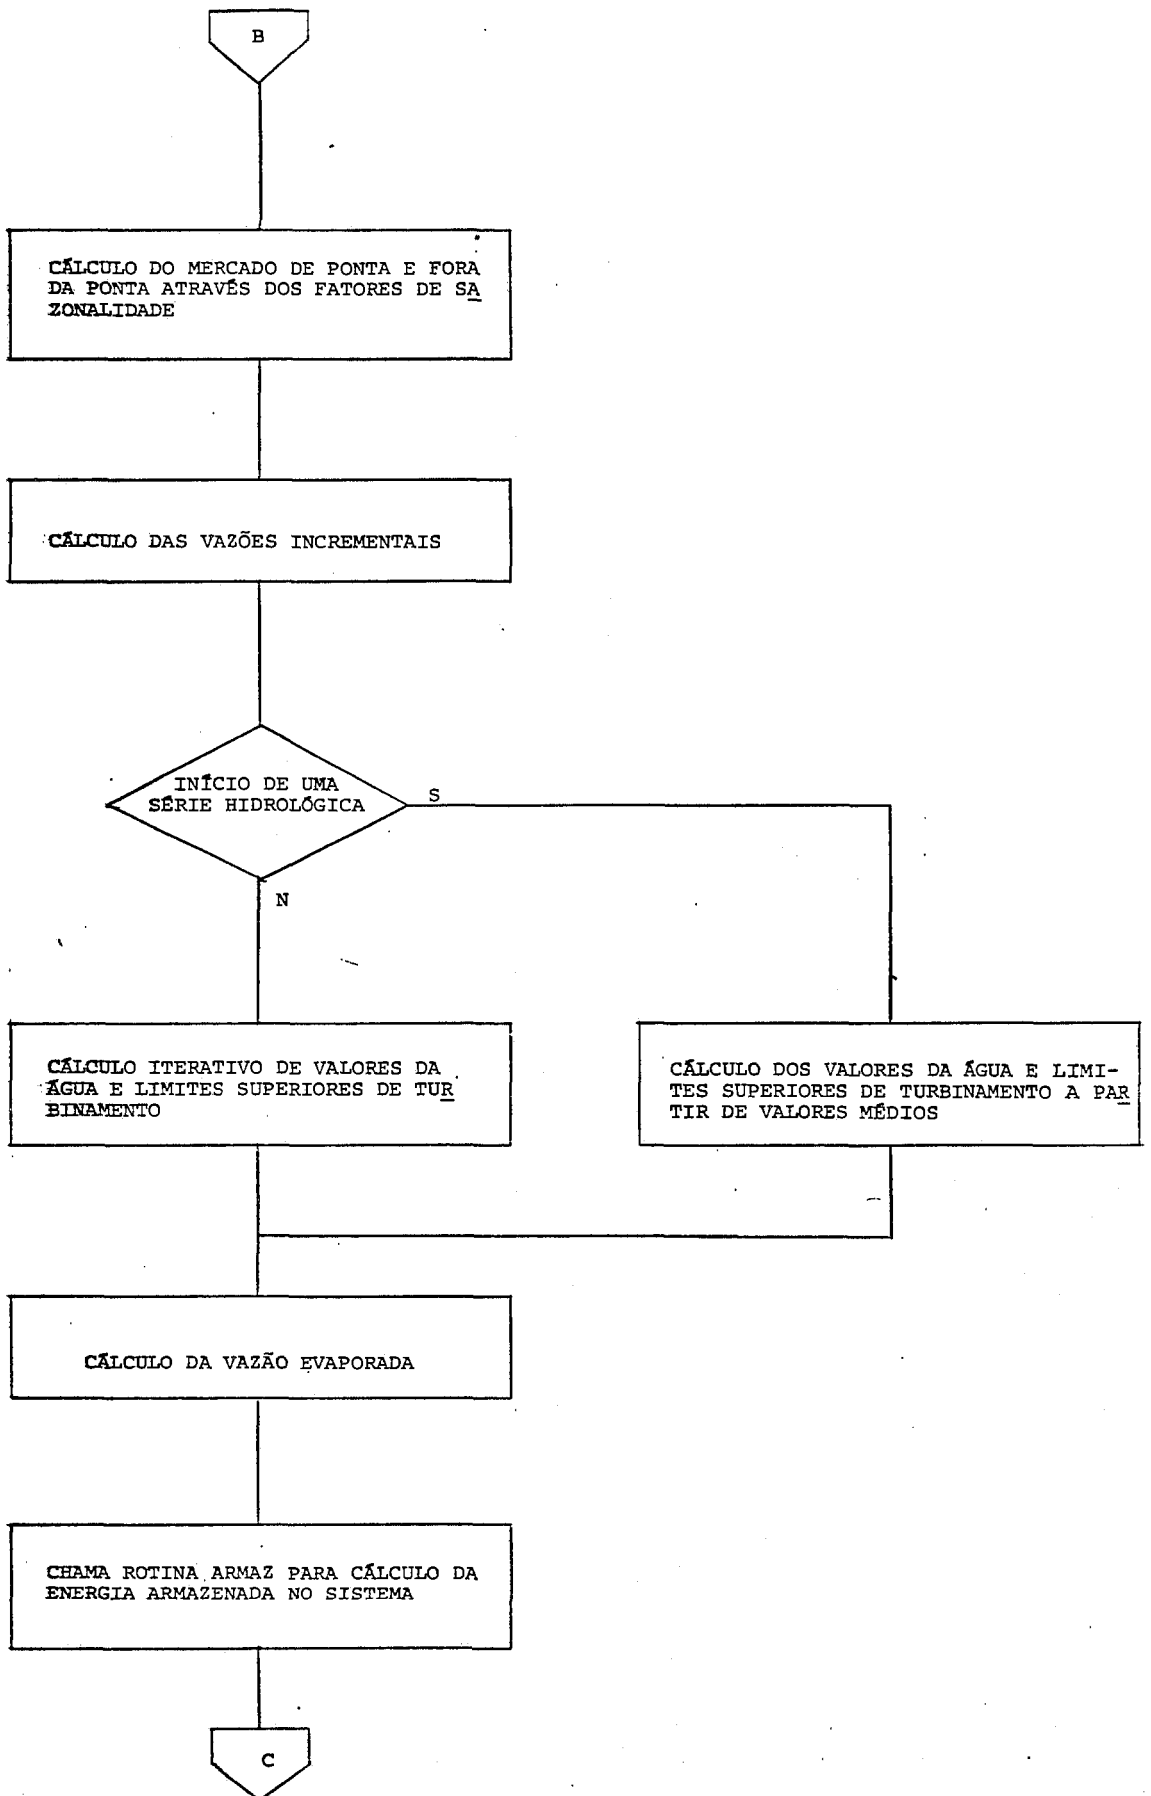 B
CÁLCULO DO MERCADO DE PONTA E FORA
DA PONTA ATRAVÉS DOS FATORES DE SA
ZONALIDADE
CÁLCULO DAS VAZÕES INCREMENTAIS
INÍCIO DE UMA
SÉRIE HIDROLÓGICA
S
N
CÁLCULO ITERATIVO DE VALORES DA
ÁGUA E LIMITES SUPERIORES DE TUR
BINAMENTO
CÁLCULO DOS VALORES DA ÁGUA E LIMI-
TES SUPERIORES DE TURBINAMENTO A PAR
TIR DE VALORES MÉDIOS
CÁLCULO DA VAZÃO EVAPORADA
CHAMA ROTINA ARMAZ PARA CÁLCULO DA
ENERGIA ARMAZENADA NO SISTEMA
C